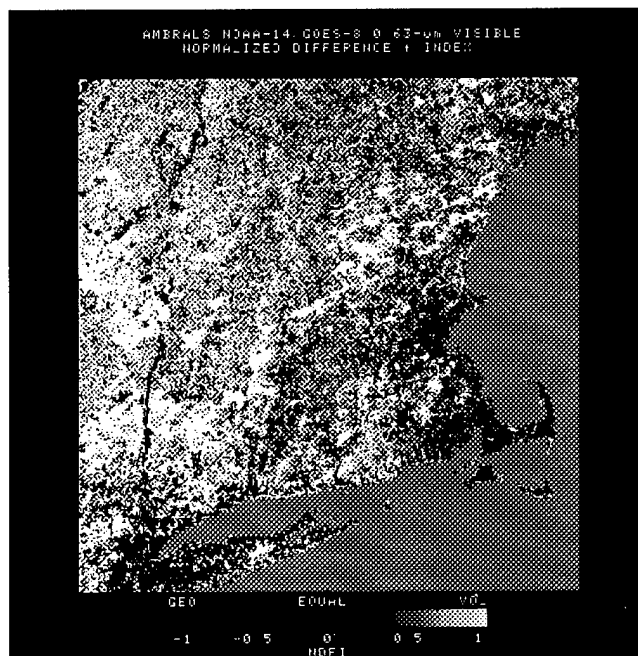 AMBRALS NOAA-14, GOES-8 0.63-um VISIBLE
NORMALIZED DIFFERENCE f INDEX
GEO EQUAL VOL
-1 -0.5 0 0.5 1
NDFI